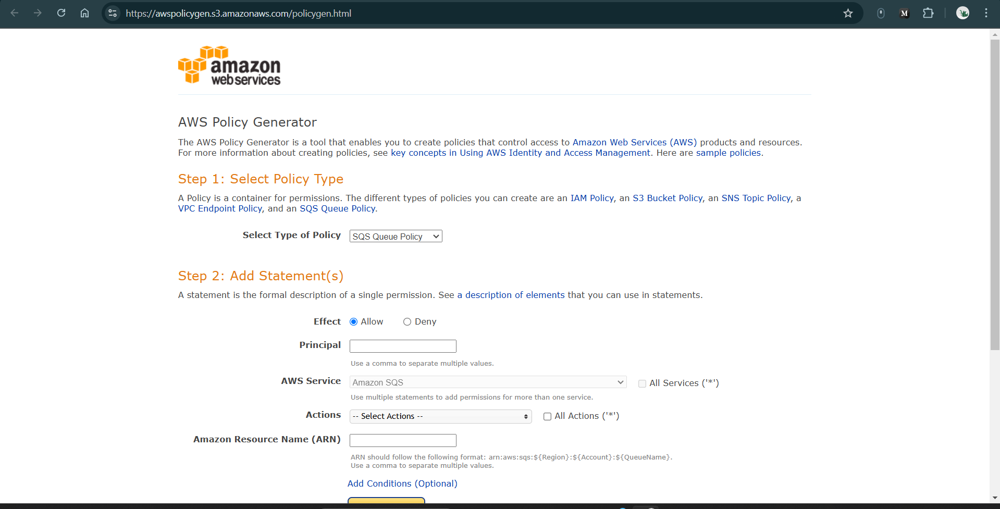 https://awspolicygen.s3.amazonaws.com/policygen.html
M
amazon
webservices
AWS Policy Generator
The AWS Policy Generator is a tool that enables you to create policies that control access to Amazon Web Services (AWS) products and resources.
For more information about creating policies, see key concepts in Using AWS Identity and Access Management. Here are sample policies.
Step 1: Select Policy Type
A Policy is a container for permissions. The different types of policies you can create are an IAM Policy, an S3 Bucket Policy, an SNS Topic Policy, a
VPC Endpoint Policy, and an SQS Queue Policy.
Select Type of Policy SQS Queue Policy
Step 2: Add Statement(s)
A statement is the formal description of a single permission. See a description of elements that you can use in statements.
Effect Allow Deny
Principal
Use a comma to separate multiple values.
AWS Service Amazon SQS All Services ('*')
Use multiple statements to add permissions for more than one service.
Actions -- Select Actions -- All Actions ('*')
Amazon Resource Name (ARN)
ARN should follow the following format: arn:aws:sqs:${Region}:${Account}:${QueueName}.
Use a comma to separate multiple values.
Add Conditions (Optional)